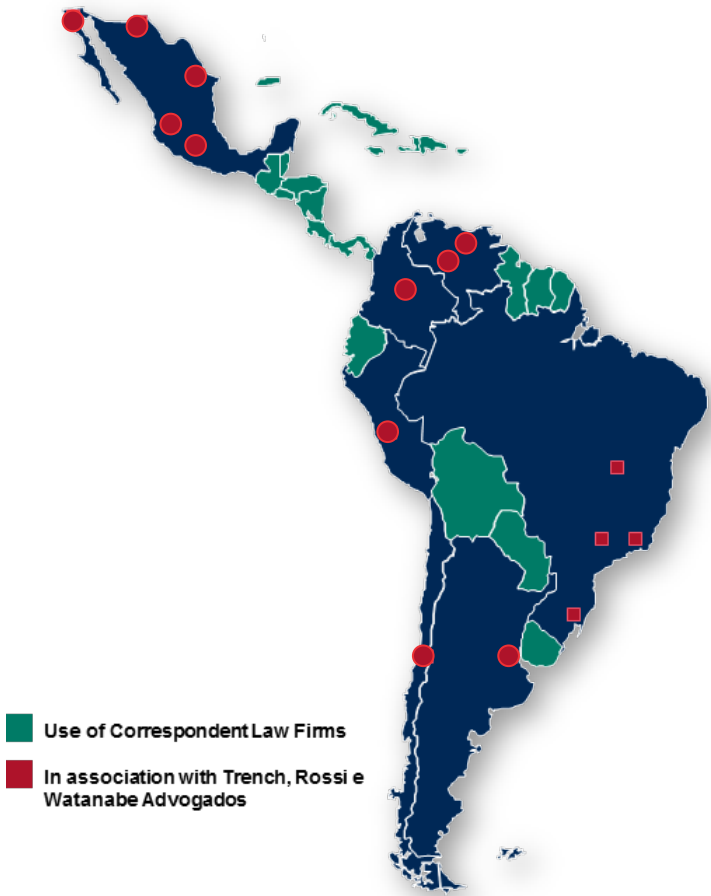 Use of Correspondent Law Firms
In association with Trench, Rossi e
Watanabe Advogados